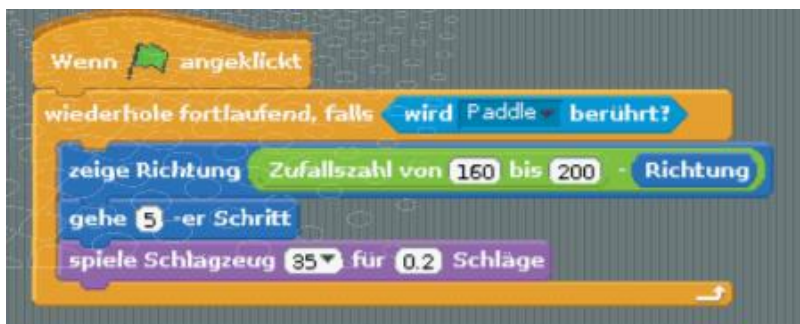 Wenn angeklickt
wiederhole fortlaufend, falls wird Paddle berührt?
zeige Richtung Zufallszahl von 160 bis 200 - Richtung
gehe 5 -er Schritt
spiele Schlagzeug 35 für 0.2 Schläge